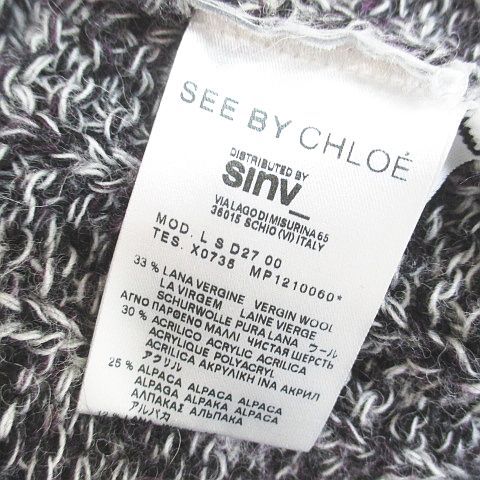 SEE BY CHLOÉ
DISTRIBUTED BY
sinv_
VIA LAGO DI MISURINA 65
36015 SCHIO (VI) ITALY
MOD. L S D27 00
TES. X0735 MP1210060*
33 % LANA VERGINE VERGIN WOOL
LA VIRGEM LAINE VIERGE
SCHURWOLLE PURA LANA ウール
ΑΓΝΟ ΠΑΡΘΕΝΟ ΜΑΛΛΙ ЧИСТАЯ ШЕРСТЬ
30 % ACRILICO ACRYLIC ACRILICA
ACRYLIQUE POLYACRYL
ACRILICA ΑΚΡΥΛΙΚΗ ΙΝΑ АКРИЛ
アクリル
25 % ALPACA ALPACA ALPACA
ALPAGA ALPAKA ALPACA
ΑΛΠΑΚΑΣ АЛЬПАКА
アルパカ